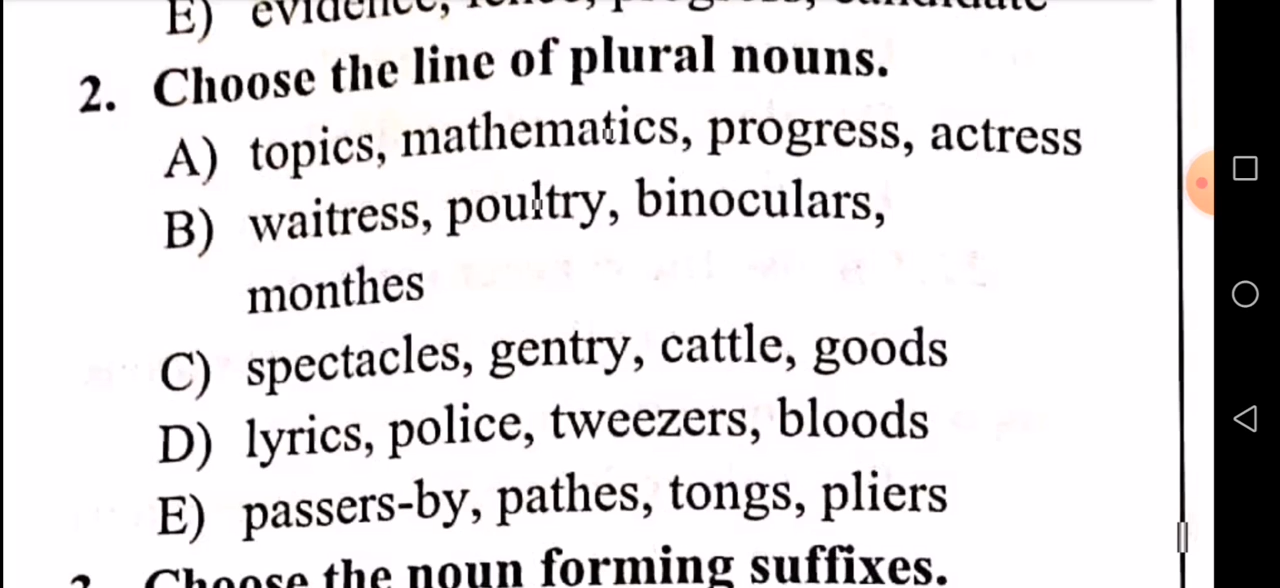 E) evidence,
2. Choose the line of plural nouns.
A) topics, mathematics, progress, actress
B) waitress, poultry, binoculars,
monthes
C) spectacles, gentry, cattle, goods
D) lyrics, police, tweezers, bloods
E) passers-by, pathes, tongs, pliers
Choose the noun forming suffixes.